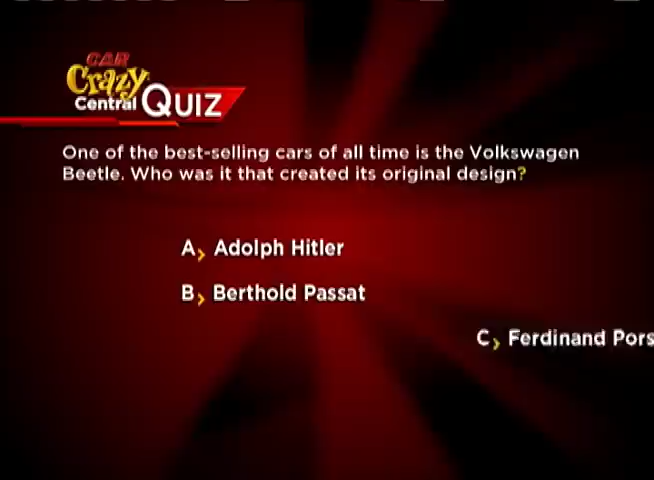 CAR
Crazy
Central QUIZ
One of the best-selling cars of all time is the Volkswagen
Beetle. Who was it that created its original design?
A> Adolph Hitler
B> Berthold Passat
C> Ferdinand Pors